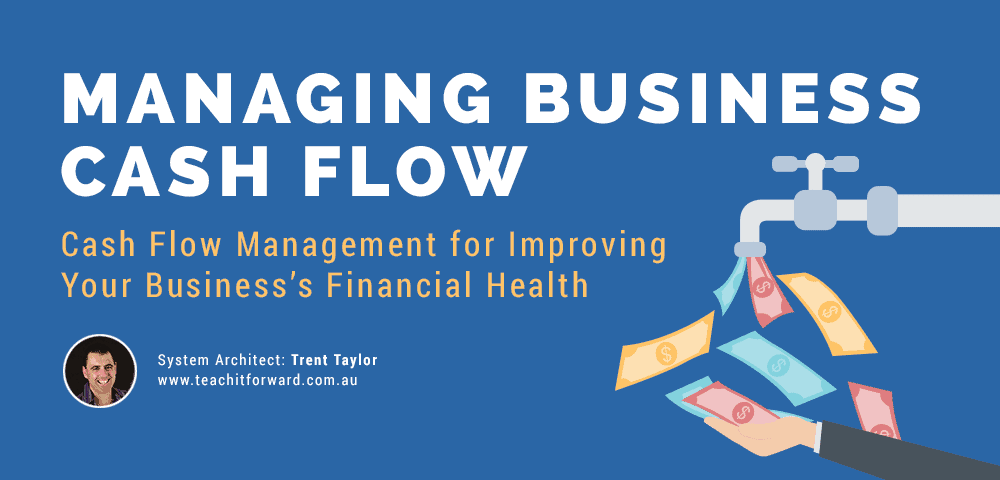 MANAGING BUSINESS
CASH FLOW
Cash Flow Management for Improving
Your Business’s Financial Health
System Architect: Trent Taylor
www.teachitforward.com.au